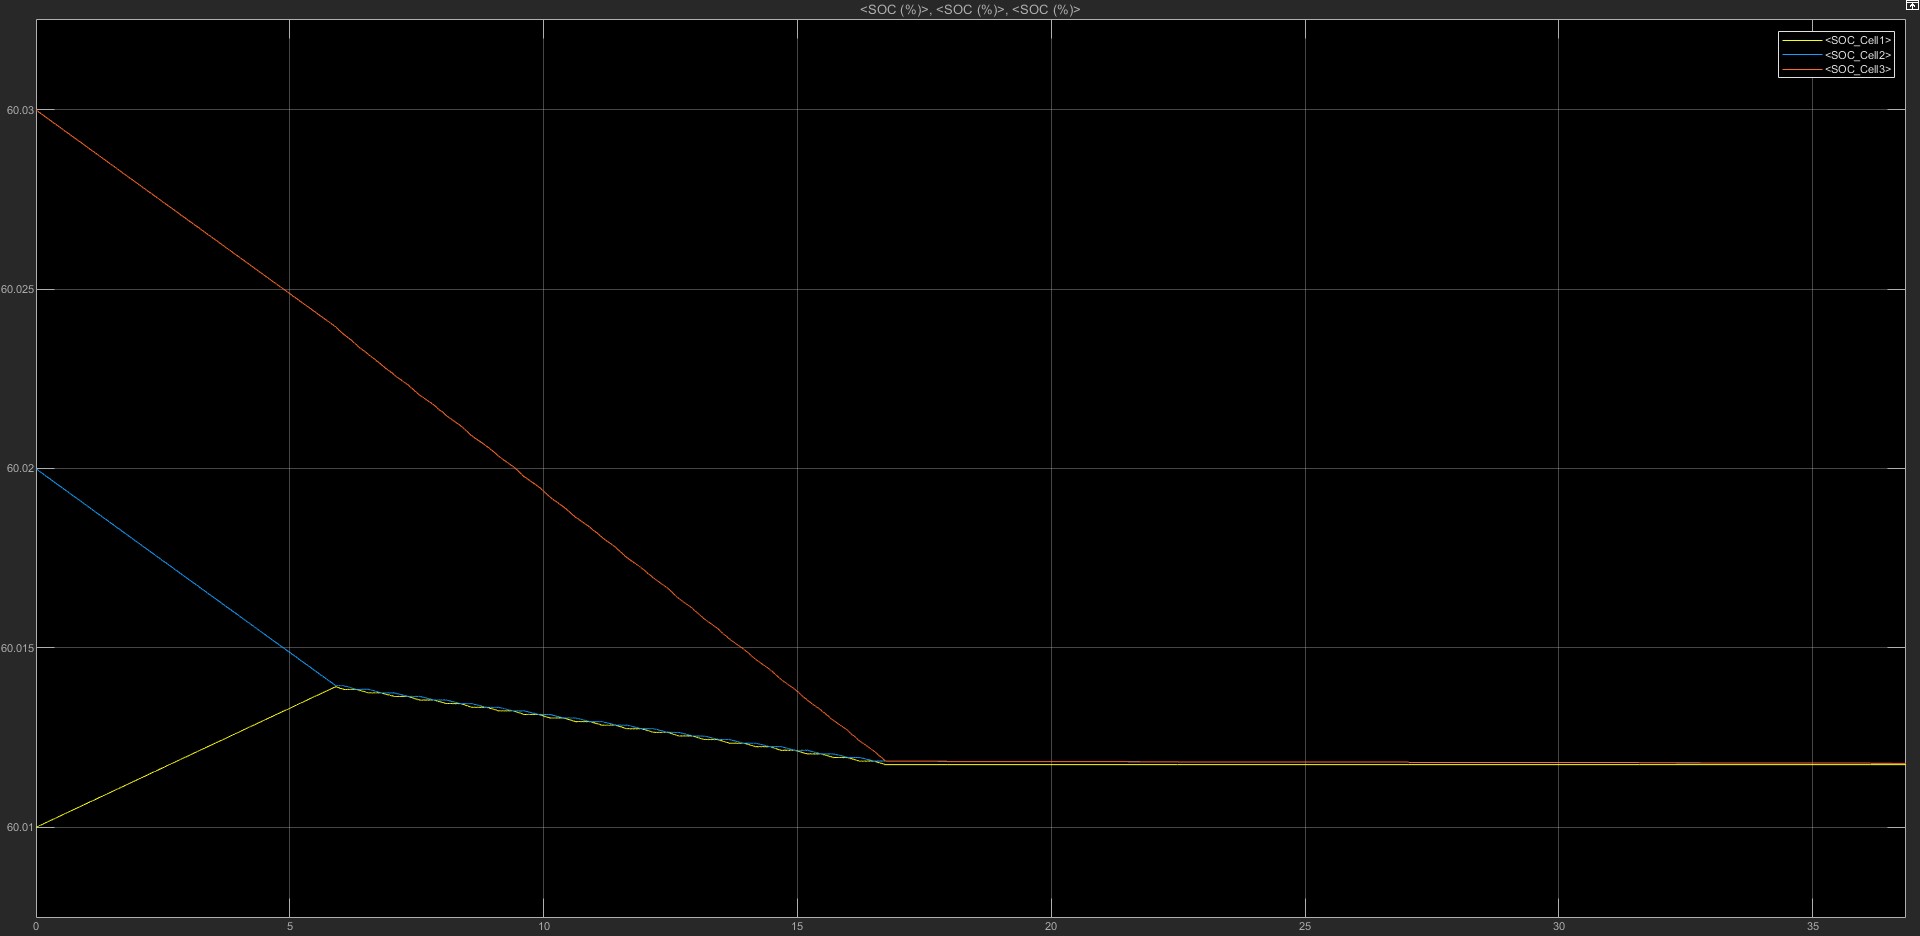 <SOC (%)>, <SOC (%)>, <SOC (%)>
<SOC_Cell1>
<SOC_Cell2>
<SOC_Cell3>
60.03
60.025
60.02
60.015
60.01
0 5 10 15 20 25 30 35